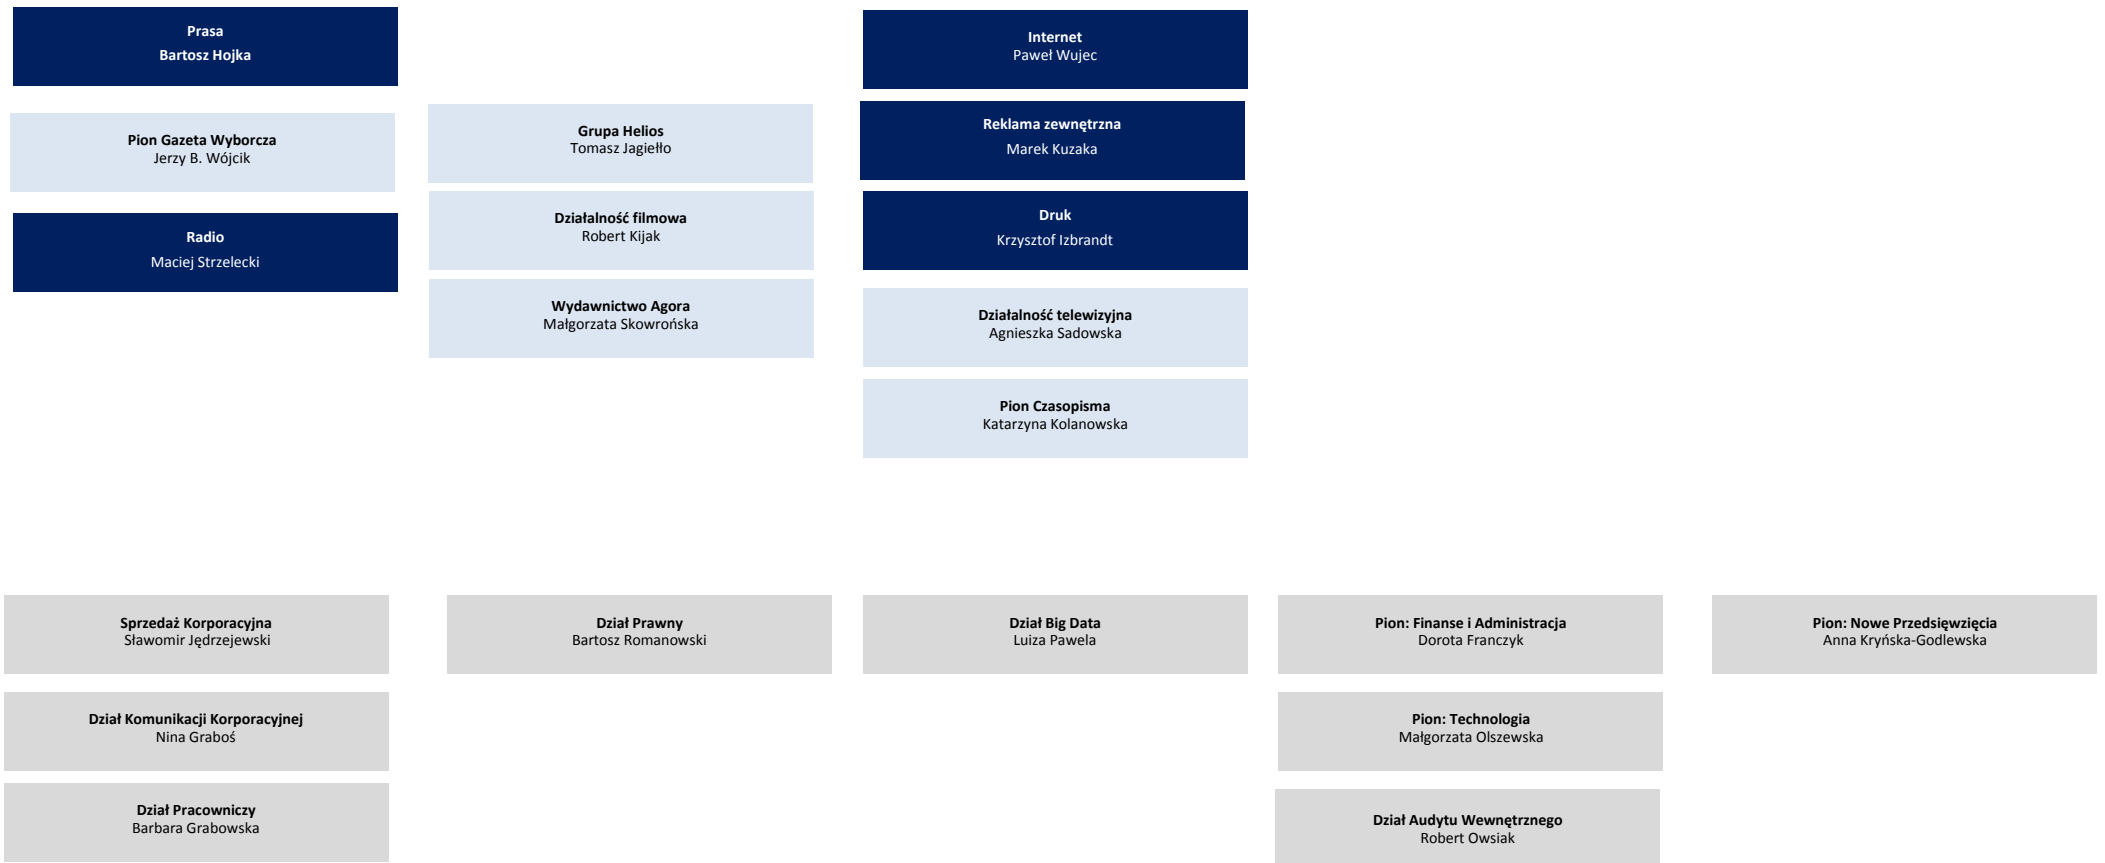 Prasa
Bartosz Hojka
Pion Gazeta Wyborcza
Jerzy B. Wójcik
Radio
Maciej Strzelecki
Grupa Helios
Tomasz Jagiełło
Działalność filmowa
Robert Kijak
Wydawnictwo Agora
Małgorzata Skowrońska
Internet
Paweł Wujec
Reklama zewnętrzna
Marek Kuzaka
Druk
Krzysztof Izbrandt
Działalność telewizyjna
Agnieszka Sadowska
Pion Czasopisma
Katarzyna Kolanowska
Sprzedaż Korporacyjna
Sławomir Jędrzejewski
Dział Komunikacji Korporacyjnej
Nina Graboś
Dział Pracowniczy
Barbara Grabowska
Dział Prawny
Bartosz Romanowski
Dział Big Data
Luiza Pawela
Pion: Finanse i Administracja
Dorota Franczyk
Pion: Technologia
Małgorzata Olszewska
Dział Audytu Wewnętrznego
Robert Owsiak
Pion: Nowe Przedsięwzięcia
Anna Kryńska-Godlewska